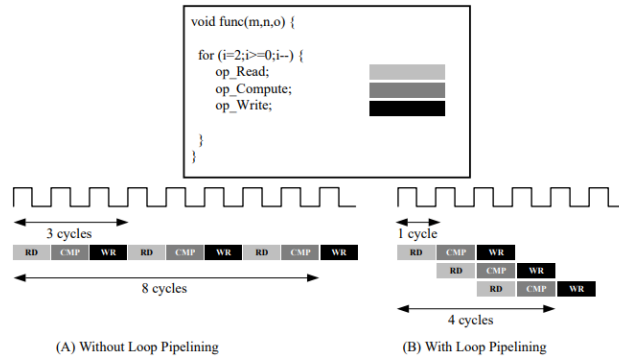 void func(m,n,o) {
for (i=2;i>=0;i--) {
op_Read;
op_Compute;
op_Write;
}
}
3 cycles
RD CMP WR RD CMP WR RD CMP WR
8 cycles
(A) Without Loop Pipelining
1 cycle
RD CMP WR
RD CMP WR
RD CMP WR
4 cycles
(B) With Loop Pipelining